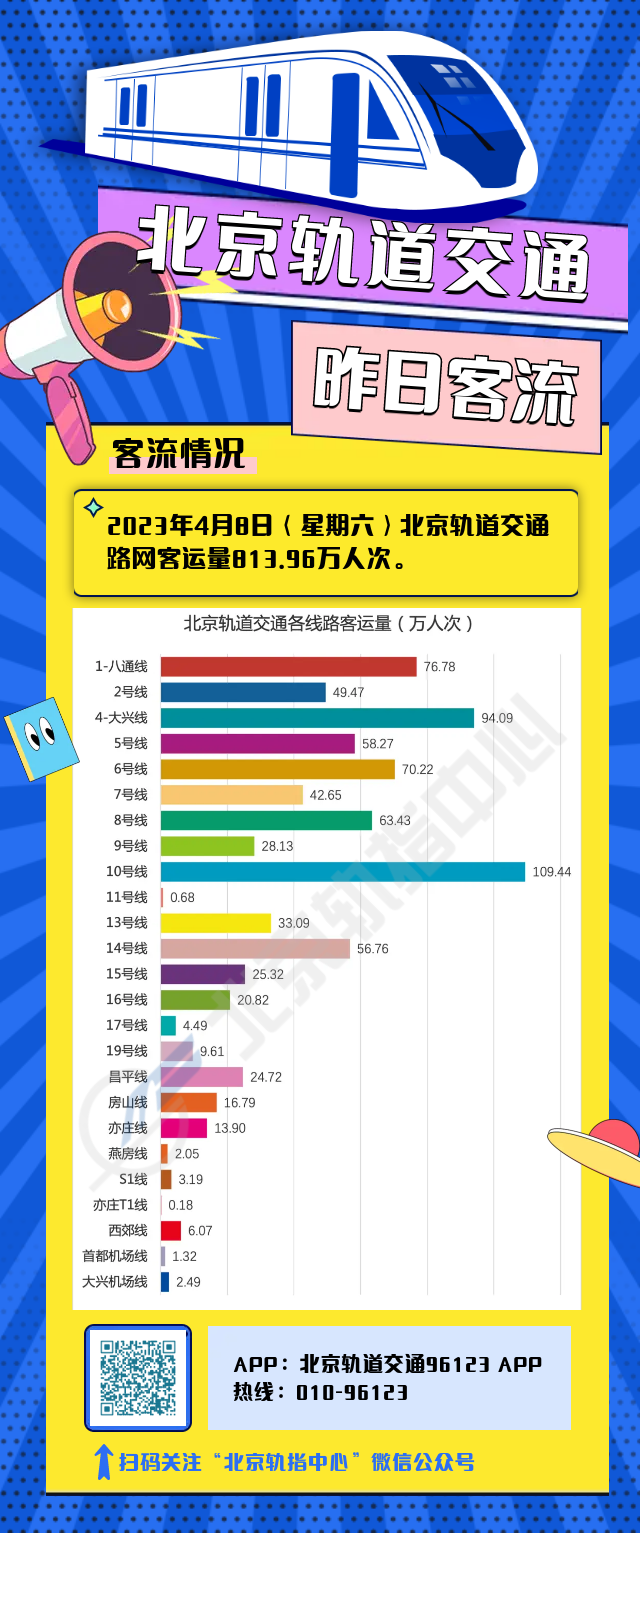 北京轨道交通
昨日客流
客流情况
2023年4月8日（星期六）北京轨道交通
路网客运量813.96万人次。
北京轨道交通各线路客运量（万人次）
1-八通线 76.78
2号线 49.47
4-大兴线 94.09
5号线 58.27
6号线 70.22
7号线 42.65
8号线 63.43
9号线 28.13
10号线 109.44
11号线 0.68
13号线 33.09
14号线 56.76
15号线 25.32
16号线 20.82
17号线 4.49
19号线 9.61
昌平线 24.72
房山线 16.79
亦庄线 13.90
燕房线 2.05
S1线 3.19
亦庄T1线 0.18
西郊线 6.07
首都机场线 1.32
大兴机场线 2.49
北京轨指中心
APP：北京轨道交通96123 APP
热线：010-96123
扫码关注“北京轨指中心”微信公众号